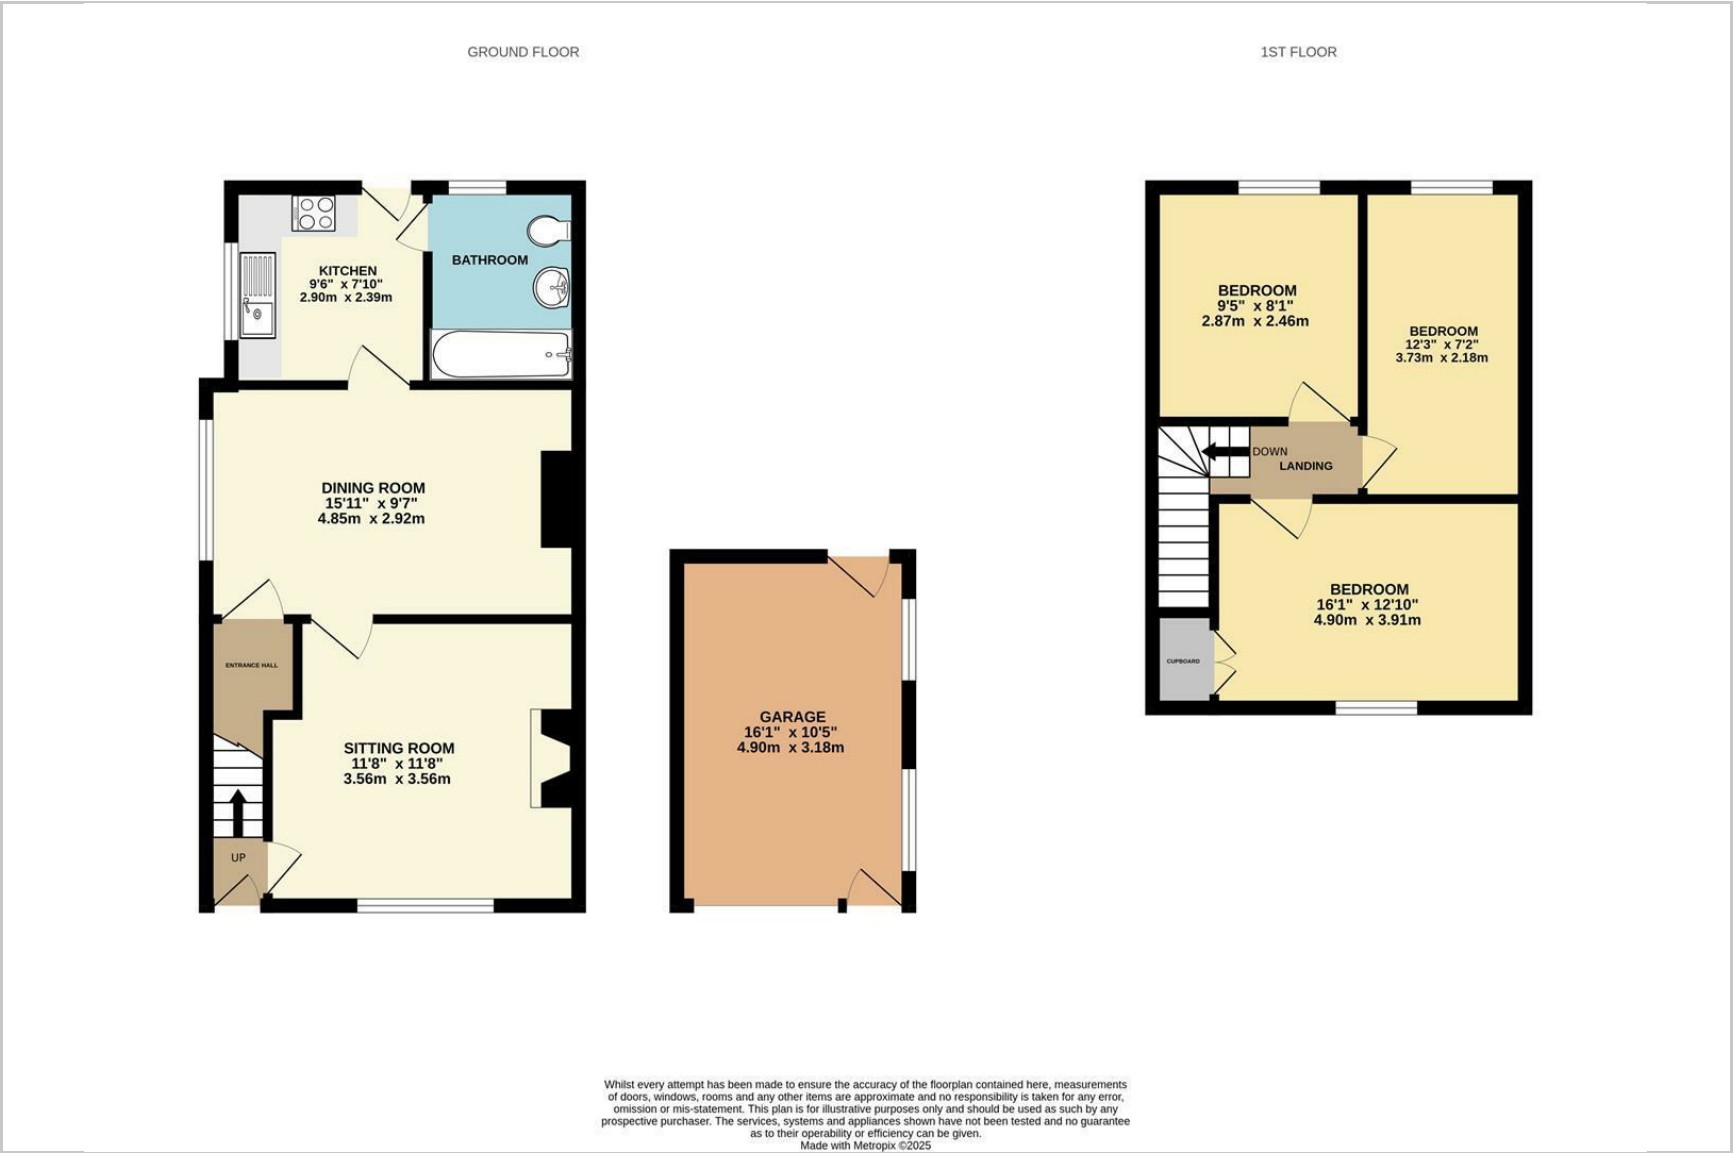 GROUND FLOOR
1ST FLOOR
KITCHEN
9'6" x 7'10"
2.90m x 2.39m
BATHROOM
DINING ROOM
15'11" x 9'7"
4.85m x 2.92m
ENTRANCE HALL
SITTING ROOM
11'8" x 11'8"
3.56m x 3.56m
UP
GARAGE
16'1" x 10'5"
4.90m x 3.18m
BEDROOM
9'5" x 8'1"
2.87m x 2.46m
BEDROOM
12'3" x 7'2"
3.73m x 2.18m
DOWN
LANDING
BEDROOM
16'1" x 12'10"
4.90m x 3.91m
CUPBOARD
Whilst every attempt has been made to ensure the accuracy of the floorplan contained here, measurements
of doors, windows, rooms and any other items are approximate and no responsibility is taken for any error,
omission or mis-statement. This plan is for illustrative purposes only and should be used as such by any
prospective purchaser. The services, systems and appliances shown have not been tested and no guarantee
as to their operability or efficiency can be given.
Made with Metropix ©2025